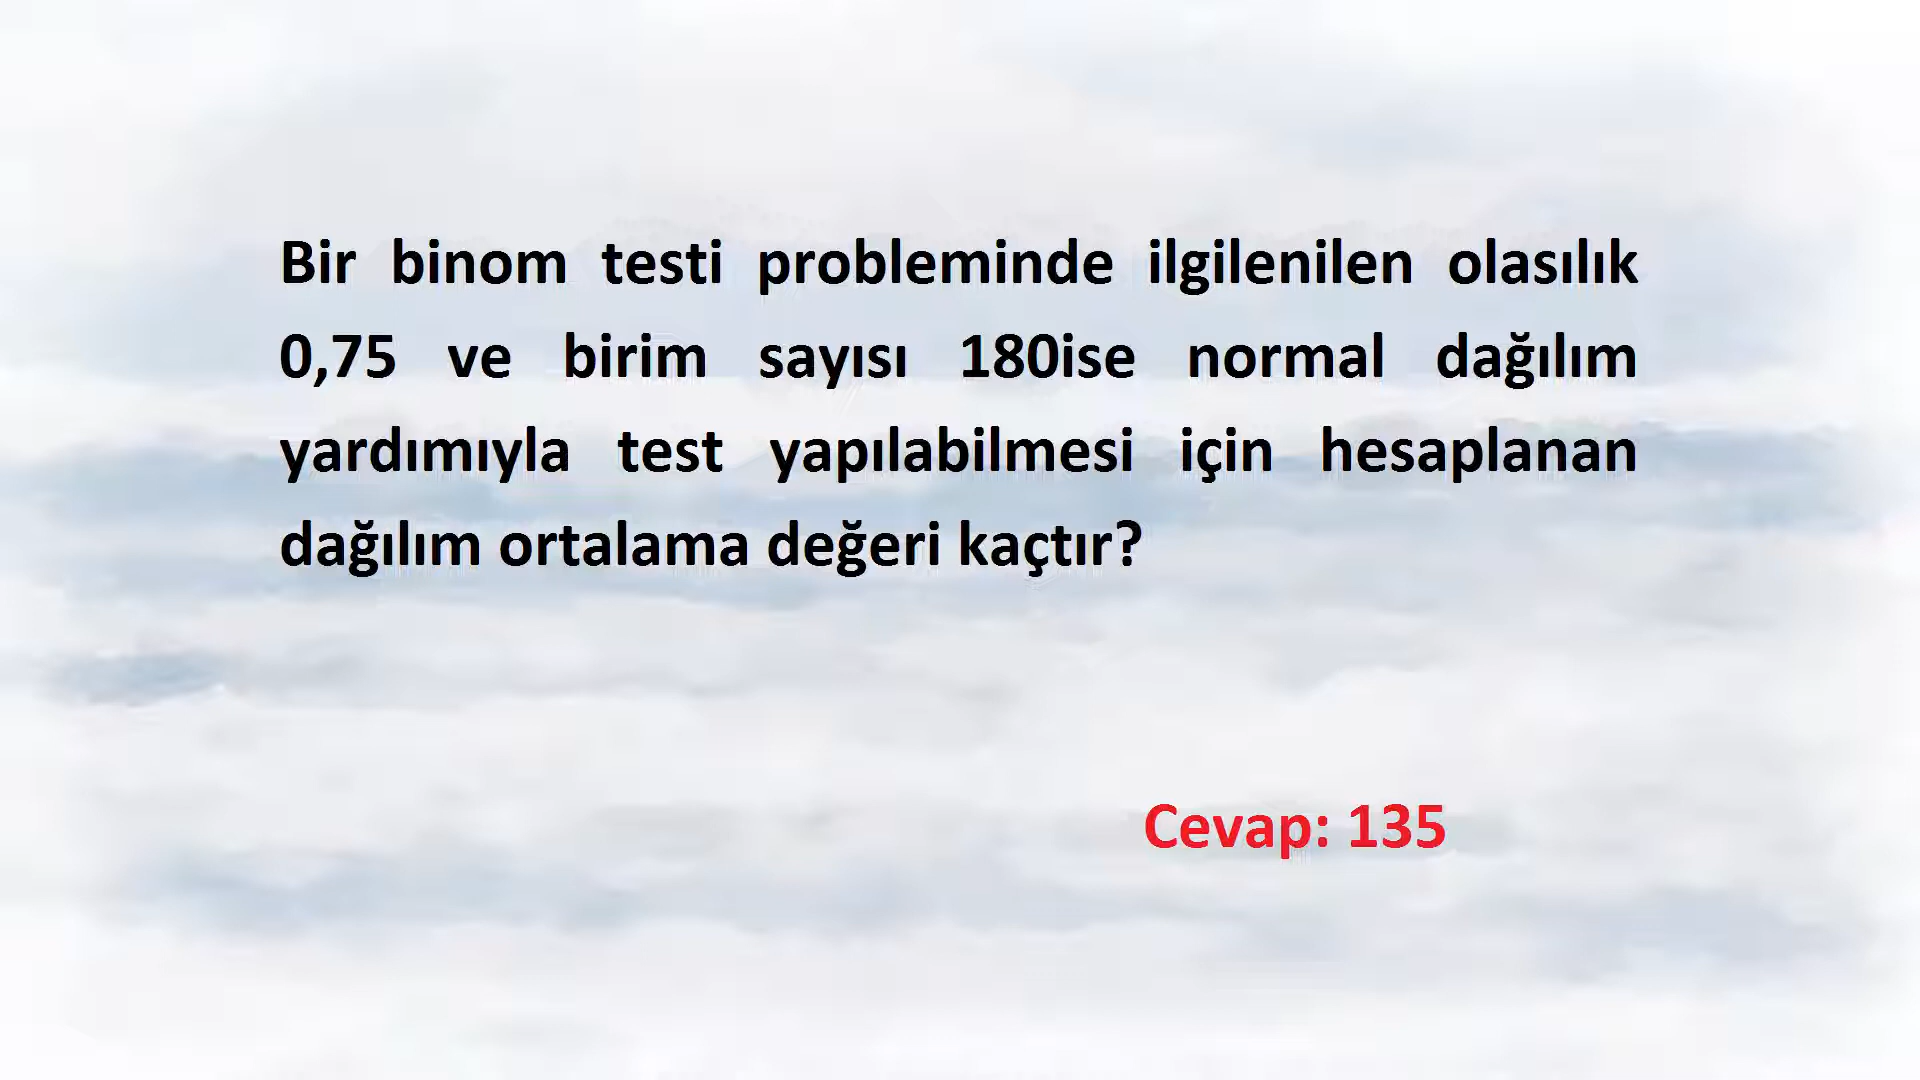 Bir binom testi probleminde ilgilenilen olasılık
0,75 ve birim sayısı 180ise normal dağılım
yardımıyla test yapılabilmesi için hesaplanan
dağılım ortalama değeri kaçtır?
Cevap: 135